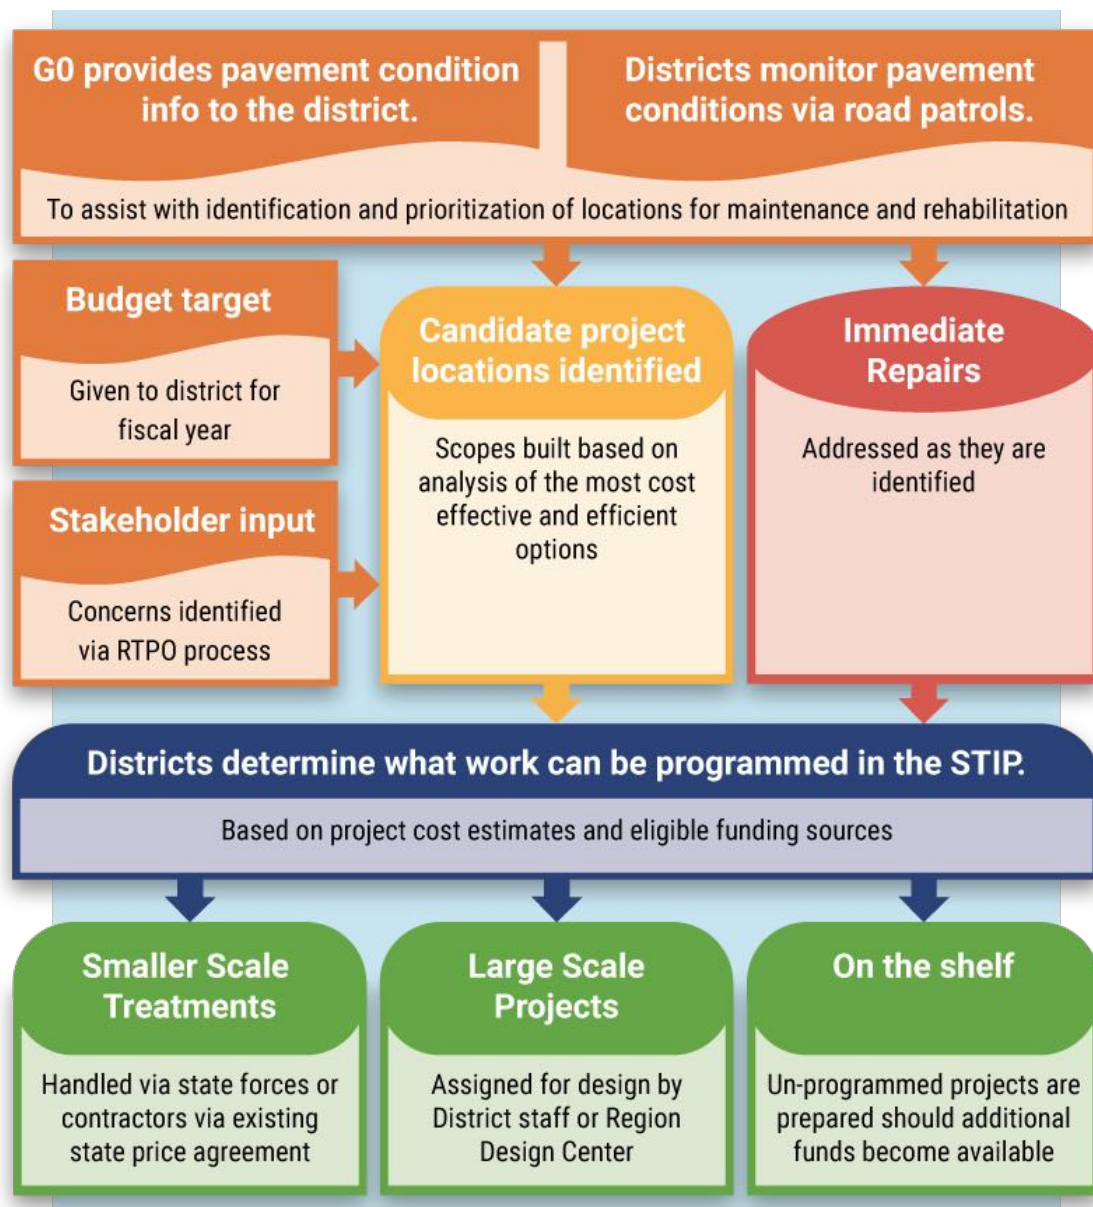 G0 provides pavement condition
info to the district.
Districts monitor pavement
conditions via road patrols.
To assist with identification and prioritization of locations for maintenance and rehabilitation
Budget target
Given to district for
fiscal year
Stakeholder input
Concerns identified
via RTPO process
Candidate project
locations identified
Scopes built based on
analysis of the most cost
effective and efficient
options
Immediate
Repairs
Addressed as they are
identified
Districts determine what work can be programmed in the STIP.
Based on project cost estimates and eligible funding sources
Smaller Scale
Treatments
Handled via state forces or
contractors via existing
state price agreement
Large Scale
Projects
Assigned for design by
District staff or Region
Design Center
On the shelf
Un-programmed projects are
prepared should additional
funds become available